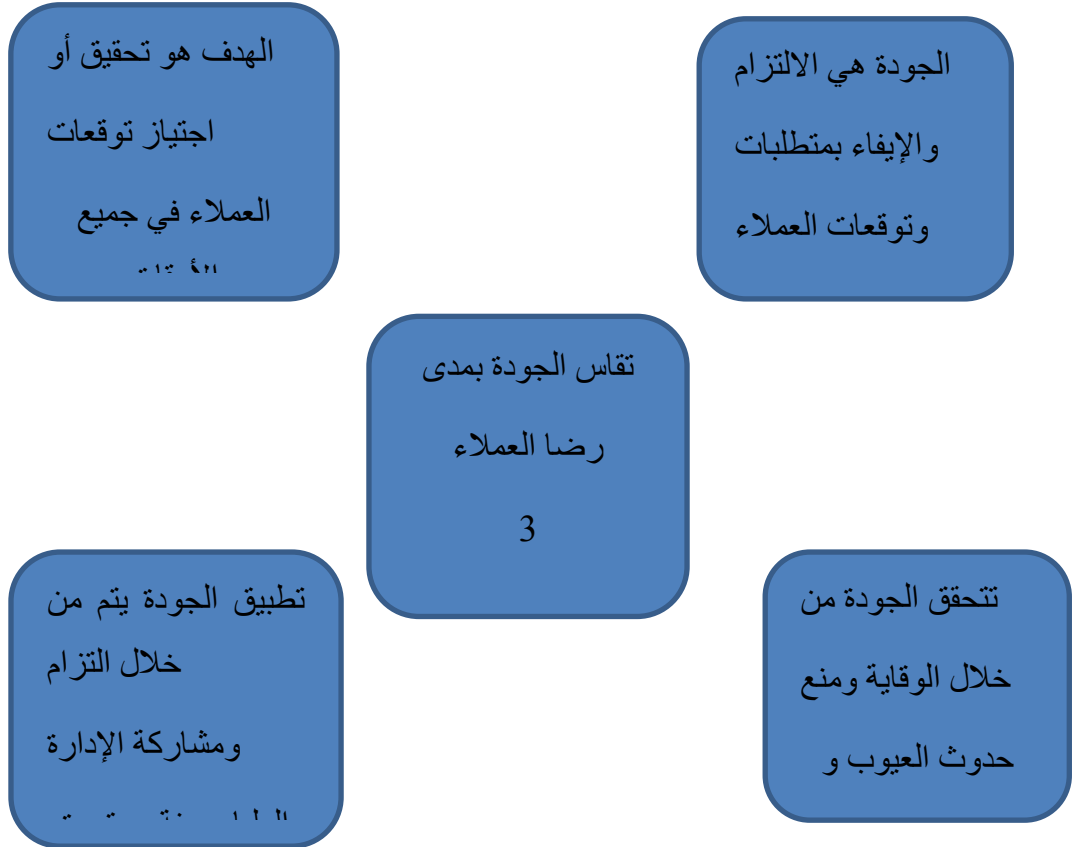 الجودة هي الالتزام
والإيفاء بمتطلبات
وتوقعات العملاء
الهدف هو تحقيق أو
اجتياز توقعات
العملاء في جميع
تقاس الجودة بمدى
رضا العملاء
3
تتحقق الجودة من
خلال الوقاية ومنع
حدوث العيوب و
تطبيق الجودة يتم من
خلال التزام
ومشاركة الإدارة